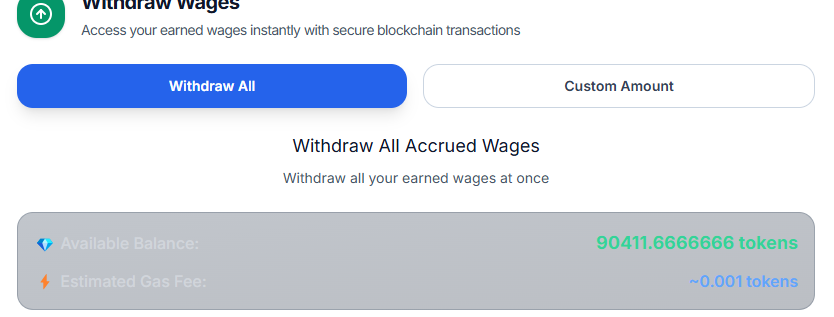 Withdraw Wages
Access your earned wages instantly with secure blockchain transactions
Withdraw All
Custom Amount
Withdraw All Accrued Wages
Withdraw all your earned wages at once
Available Balance: 90411.6666666 tokens
Estimated Gas Fee: ~0.001 tokens